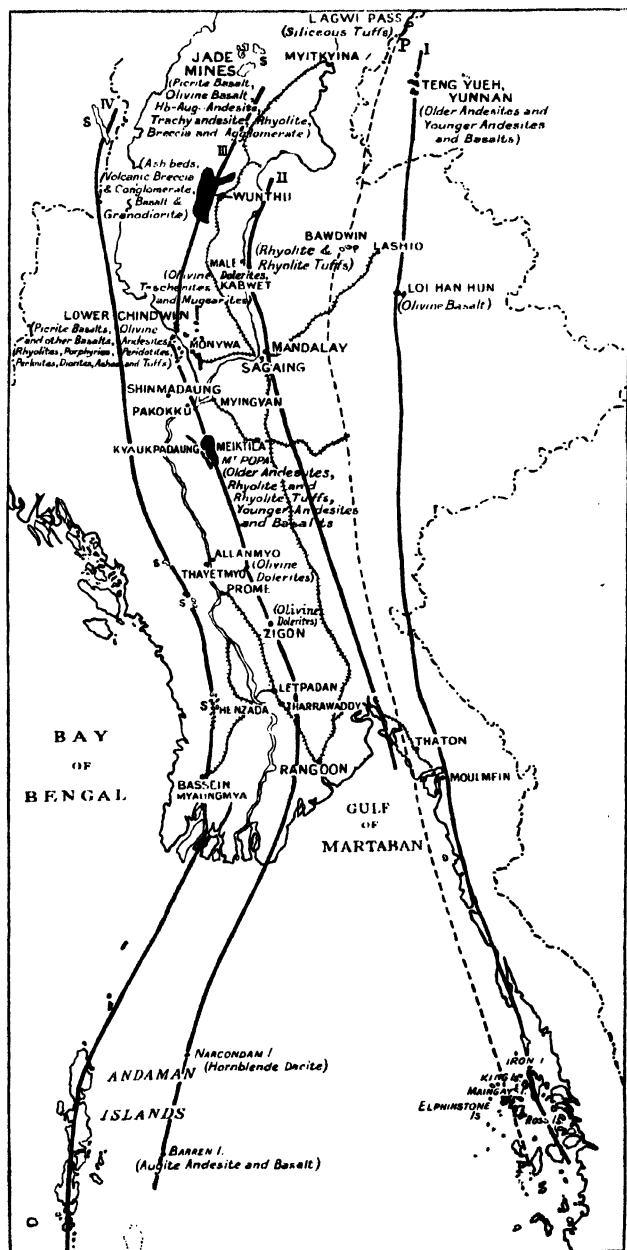 LAGWI PASS
(Siliceous Tuffs)
P I
JADE
MINES
S
MYITKYINA
(Picrite Basalt,
Olivine Basalt
Hb-Aug-Andesite,
Trachyandesite, Rhyolite,
Breccia and Agglomerate)
TENG YUEH,
YUNNAN
(Older Andesites and
Younger Andesites
and Basalts)
IV
S
III
(Ash beds,
Volcanic Breccia
& Conglomerate,
Basalt &
Granodiorite)
II
WUNTHU
BAWDWIN
LASHIO
(Rhyolite &
Rhyolite Tuffs)
MALE
(Olivine Dolerites,
KABWET
and Mugearites)
LOI HAN HUN
(Olivine Basalt)
LOWER CHINDWIN
(Picrite Basalts, Olivine
and other Basalts, Andesites,
Rhyolites, Porphyries, Peridotites,
Perknites, Diorites, Ashes and Tuffs)
MONYWA
MANDALAY
SAGAING
SHINMADAUNG
MYINGYAN
PAKOKKU
KYAUKPADAUNG
MEIKTILA
MT POPA
(Older Andesites,
Rhyolite and
Rhyolite Tuffs,
Younger Andesites
and Basalts
S
ALLANMYO
(Olivine
Dolerites)
THAYETMYO
PROME
S
(Olivine
Dolerites)
ZIGON
LETPADAN
S
HENZADA
THARRAWADDY
BAY
OF
BENGAL
THATON
RANGOON
MOULMEIN
BASSEIN
MYAUNGMYA
GULF
OF
MARTABAN
NARCONDAM I
(Hornblende Dacite)
ANDAMAN
ISLANDS
IRON I
KING I
MAINGAY I.
ELPHINSTONE
IS
ROSS IS
BARREN I.
(Augite Andesite and Basalt)
S